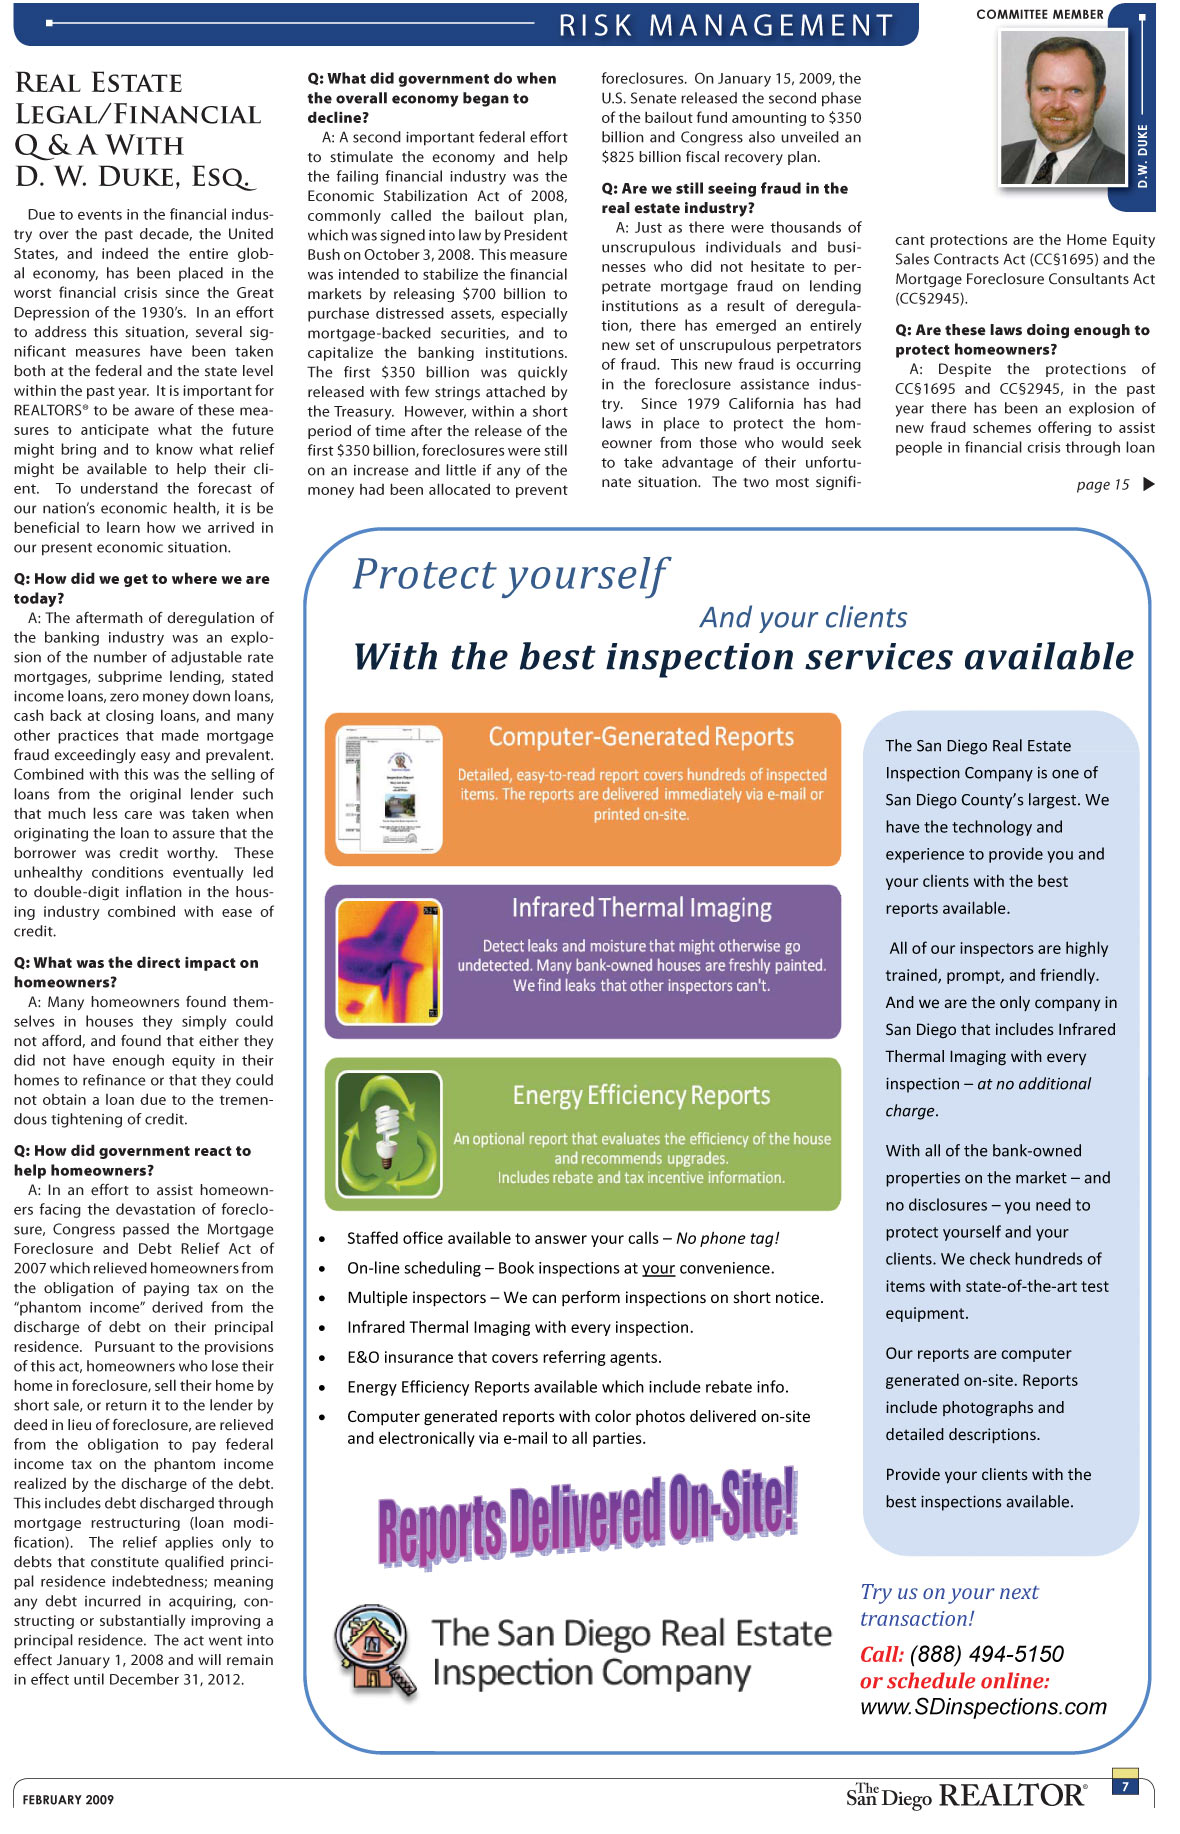 RISK MANAGEMENT
COMMITTEE MEMBER
D.W. DUKE
REAL ESTATE
LEGAL/FINANCIAL
Q & A WITH
D. W. DUKE, ESQ.
Due to events in the financial indus-
try over the past decade, the United
States, and indeed the entire glob-
al economy, has been placed in the
worst financial crisis since the Great
Depression of the 1930's. In an effort
to address this situation, several sig-
nificant measures have been taken
both at the federal and the state level
within the past year. It is important for
REALTORS® to be aware of these mea-
sures to anticipate what the future
might bring and to know what relief
might be available to help their cli-
ent. To understand the forecast of
our nation's economic health, it is be
beneficial to learn how we arrived in
our present economic situation.
Q: How did we get to where we are
today?
A: The aftermath of deregulation of
the banking industry was an explo-
sion of the number of adjustable rate
mortgages, subprime lending, stated
income loans, zero money down loans,
cash back at closing loans, and many
other practices that made mortgage
fraud exceedingly easy and prevalent.
Combined with this was the selling of
loans from the original lender such
that much less care was taken when
originating the loan to assure that the
borrower was credit worthy. These
unhealthy conditions eventually led
to double-digit inflation in the hous-
ing industry combined with ease of
credit.
Q: What was the direct impact on
homeowners?
A: Many homeowners found them-
selves in houses they simply could
not afford, and found that either they
did not have enough equity in their
homes to refinance or that they could
not obtain a loan due to the tremen-
dous tightening of credit.
Q: How did government react to
help homeowners?
A: In an effort to assist homeown-
ers facing the devastation of foreclo-
sure, Congress passed the Mortgage
Foreclosure and Debt Relief Act of
2007 which relieved homeowners from
the obligation of paying tax on the
"phantom income" derived from the
discharge of debt on their principal
residence. Pursuant to the provisions
of this act, homeowners who lose their
home in foreclosure, sell their home by
short sale, or return it to the lender by
deed in lieu of foreclosure, are relieved
from the obligation to pay federal
income tax on the phantom income
realized by the discharge of the debt.
This includes debt discharged through
mortgage restructuring (loan modi-
fication). The relief applies only to
debts that constitute qualified princi-
pal residence indebtedness; meaning
any debt incurred in acquiring, con-
structing or substantially improving a
principal residence. The act went into
effect January 1, 2008 and will remain
in effect until December 31, 2012.
Q: What did government do when
the overall economy began to
decline?
A: A second important federal effort
to stimulate the economy and help
the failing financial industry was the
Economic Stabilization Act of 2008,
commonly called the bailout plan,
which was signed into law by President
Bush on October 3, 2008. This measure
was intended to stabilize the financial
markets by releasing $700 billion to
purchase distressed assets, especially
mortgage-backed securities, and to
capitalize the banking institutions.
The first $350 billion was quickly
released with few strings attached by
the Treasury. However, within a short
period of time after the release of the
first $350 billion, foreclosures were still
on an increase and little if any of the
money had been allocated to prevent
foreclosures. On January 15, 2009, the
U.S. Senate released the second phase
of the bailout fund amounting to $350
billion and Congress also unveiled an
$825 billion fiscal recovery plan.
Q: Are we still seeing fraud in the
real estate industry?
A: Just as there were thousands of
unscrupulous individuals and busi-
nesses who did not hesitate to per-
petrate mortgage fraud on lending
institutions as a result of deregula-
tion, there has emerged an entirely
new set of unscrupulous perpetrators
of fraud. This new fraud is occurring
in the foreclosure assistance indus-
try. Since 1979 California has had
laws in place to protect the hom-
eowner from those who would seek
to take advantage of their unfortu-
nate situation. The two most signifi-
cant protections are the Home Equity
Sales Contracts Act (CC§1695) and the
Mortgage Foreclosure Consultants Act
(CC§2945).
Q: Are these laws doing enough to
protect homeowners?
A: Despite the protections of
CC§1695 and CC§2945, in the past
year there has been an explosion of
new fraud schemes offering to assist
people in financial crisis through loan
page 15 ▶
Protect yourself
And your clients
With the best inspection services available
Computer-Generated Reports
Detailed, easy-to-read report covers hundreds of inspected
items. The reports are delivered immediately via e-mail or
printed on-site.
Infrared Thermal Imaging
Detect leaks and moisture that might otherwise go
undetected. Many bank-owned houses are freshly painted.
We find leaks that other inspectors can't.
Energy Efficiency Reports
An optional report that evaluates the efficiency of the house
and recommends upgrades.
Includes rebate and tax incentive information.
• Staffed office available to answer your calls – No phone tag!
• On-line scheduling – Book inspections at your convenience.
• Multiple inspectors – We can perform inspections on short notice.
• Infrared Thermal Imaging with every inspection.
• E&O insurance that covers referring agents.
• Energy Efficiency Reports available which include rebate info.
• Computer generated reports with color photos delivered on-site
and electronically via e-mail to all parties.
Reports Delivered On-Site!
The San Diego Real Estate
Inspection Company
The San Diego Real Estate
Inspection Company is one of
San Diego County's largest. We
have the technology and
experience to provide you and
your clients with the best
reports available.
All of our inspectors are highly
trained, prompt, and friendly.
And we are the only company in
San Diego that includes Infrared
Thermal Imaging with every
inspection – at no additional
charge.
With all of the bank-owned
properties on the market – and
no disclosures – you need to
protect yourself and your
clients. We check hundreds of
items with state-of-the-art test
equipment.
Our reports are computer
generated on-site. Reports
include photographs and
detailed descriptions.
Provide your clients with the
best inspections available.
Try us on your next
transaction!
Call: (888) 494-5150
or schedule online:
www.SDinspections.com
FEBRUARY 2009
The San Diego REALTOR®
7